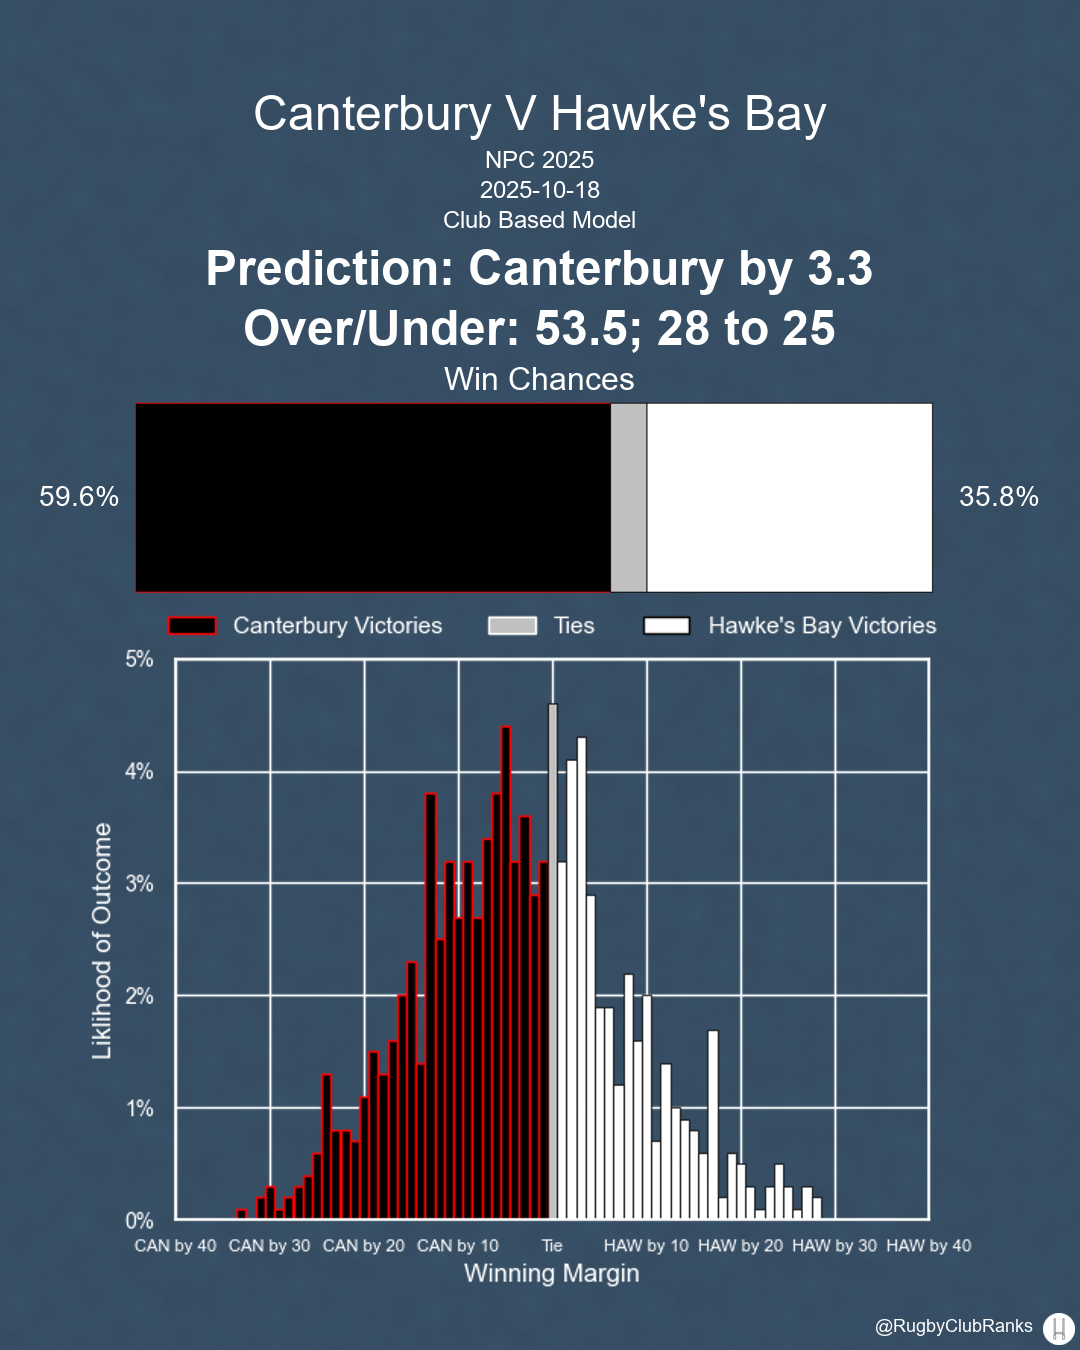 Canterbury V Hawke's Bay
NPC 2025
2025-10-18
Club Based Model
Prediction: Canterbury by 3.3
Over/Under: 53.5; 28 to 25
Win Chances
59.6%
35.8%
Canterbury Victories
Ties
Hawke's Bay Victories
5%
4%
3%
2%
1%
0%
Liklihood of Outcome
CAN by 40
CAN by 30
CAN by 20
CAN by 10
Tie
HAW by 10
HAW by 20
HAW by 30
HAW by 40
Winning Margin
@RugbyClubRanks